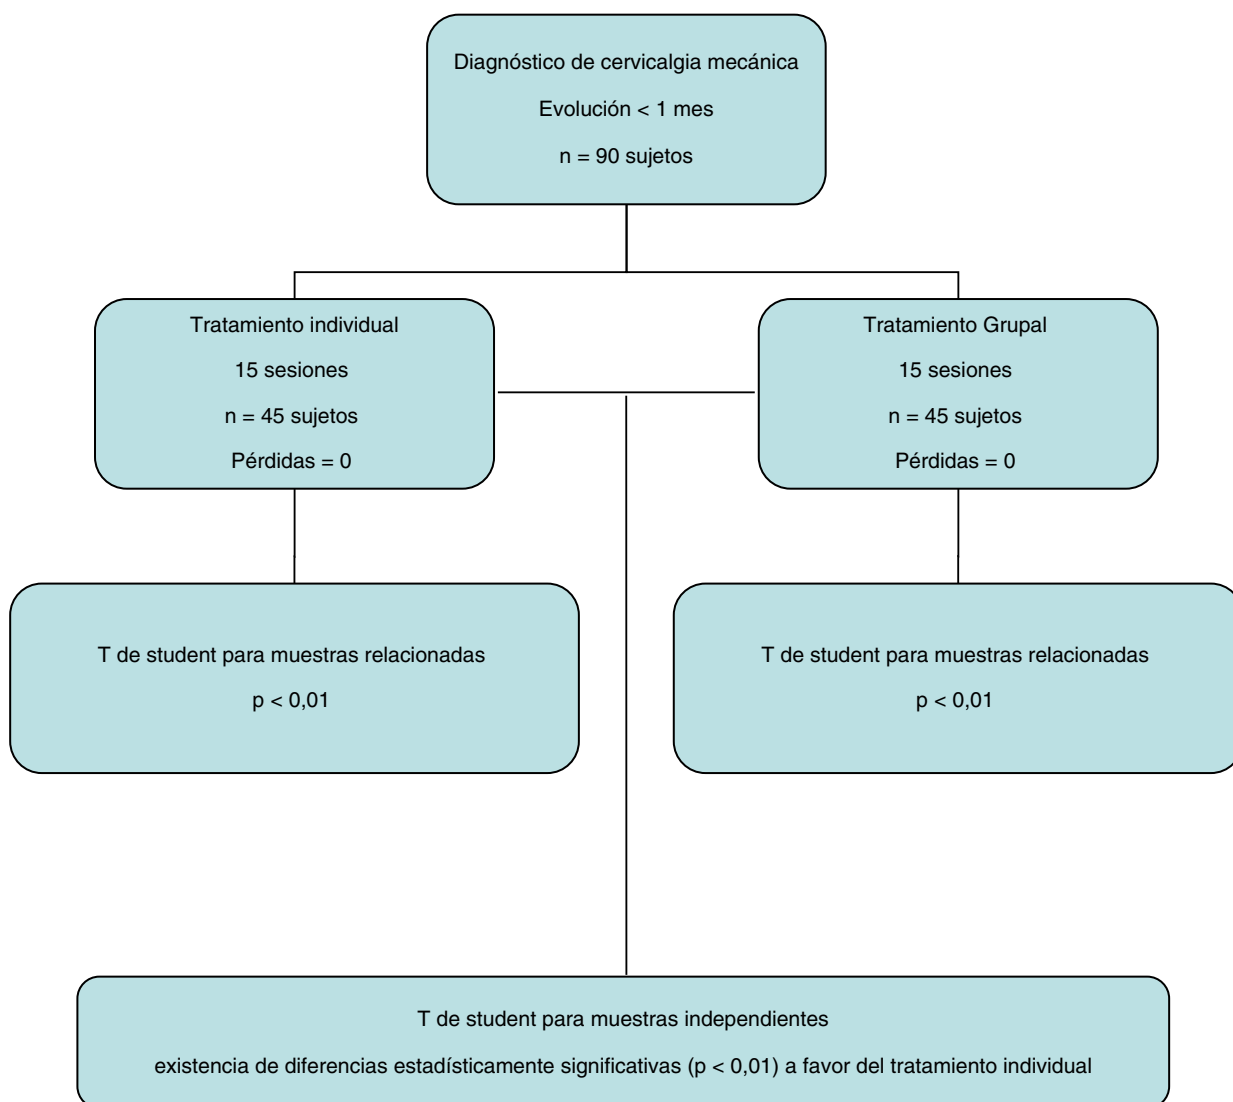 Diagnóstico de cervicalgia mecánica
Evolución < 1 mes
n = 90 sujetos
Tratamiento individual
15 sesiones
n = 45 sujetos
Pérdidas = 0
Tratamiento Grupal
15 sesiones
n = 45 sujetos
Pérdidas = 0
T de student para muestras relacionadas
p < 0,01
T de student para muestras relacionadas
p < 0,01
T de student para muestras independientes
existencia de diferencias estadísticamente significativas (p < 0,01) a favor del tratamiento individual